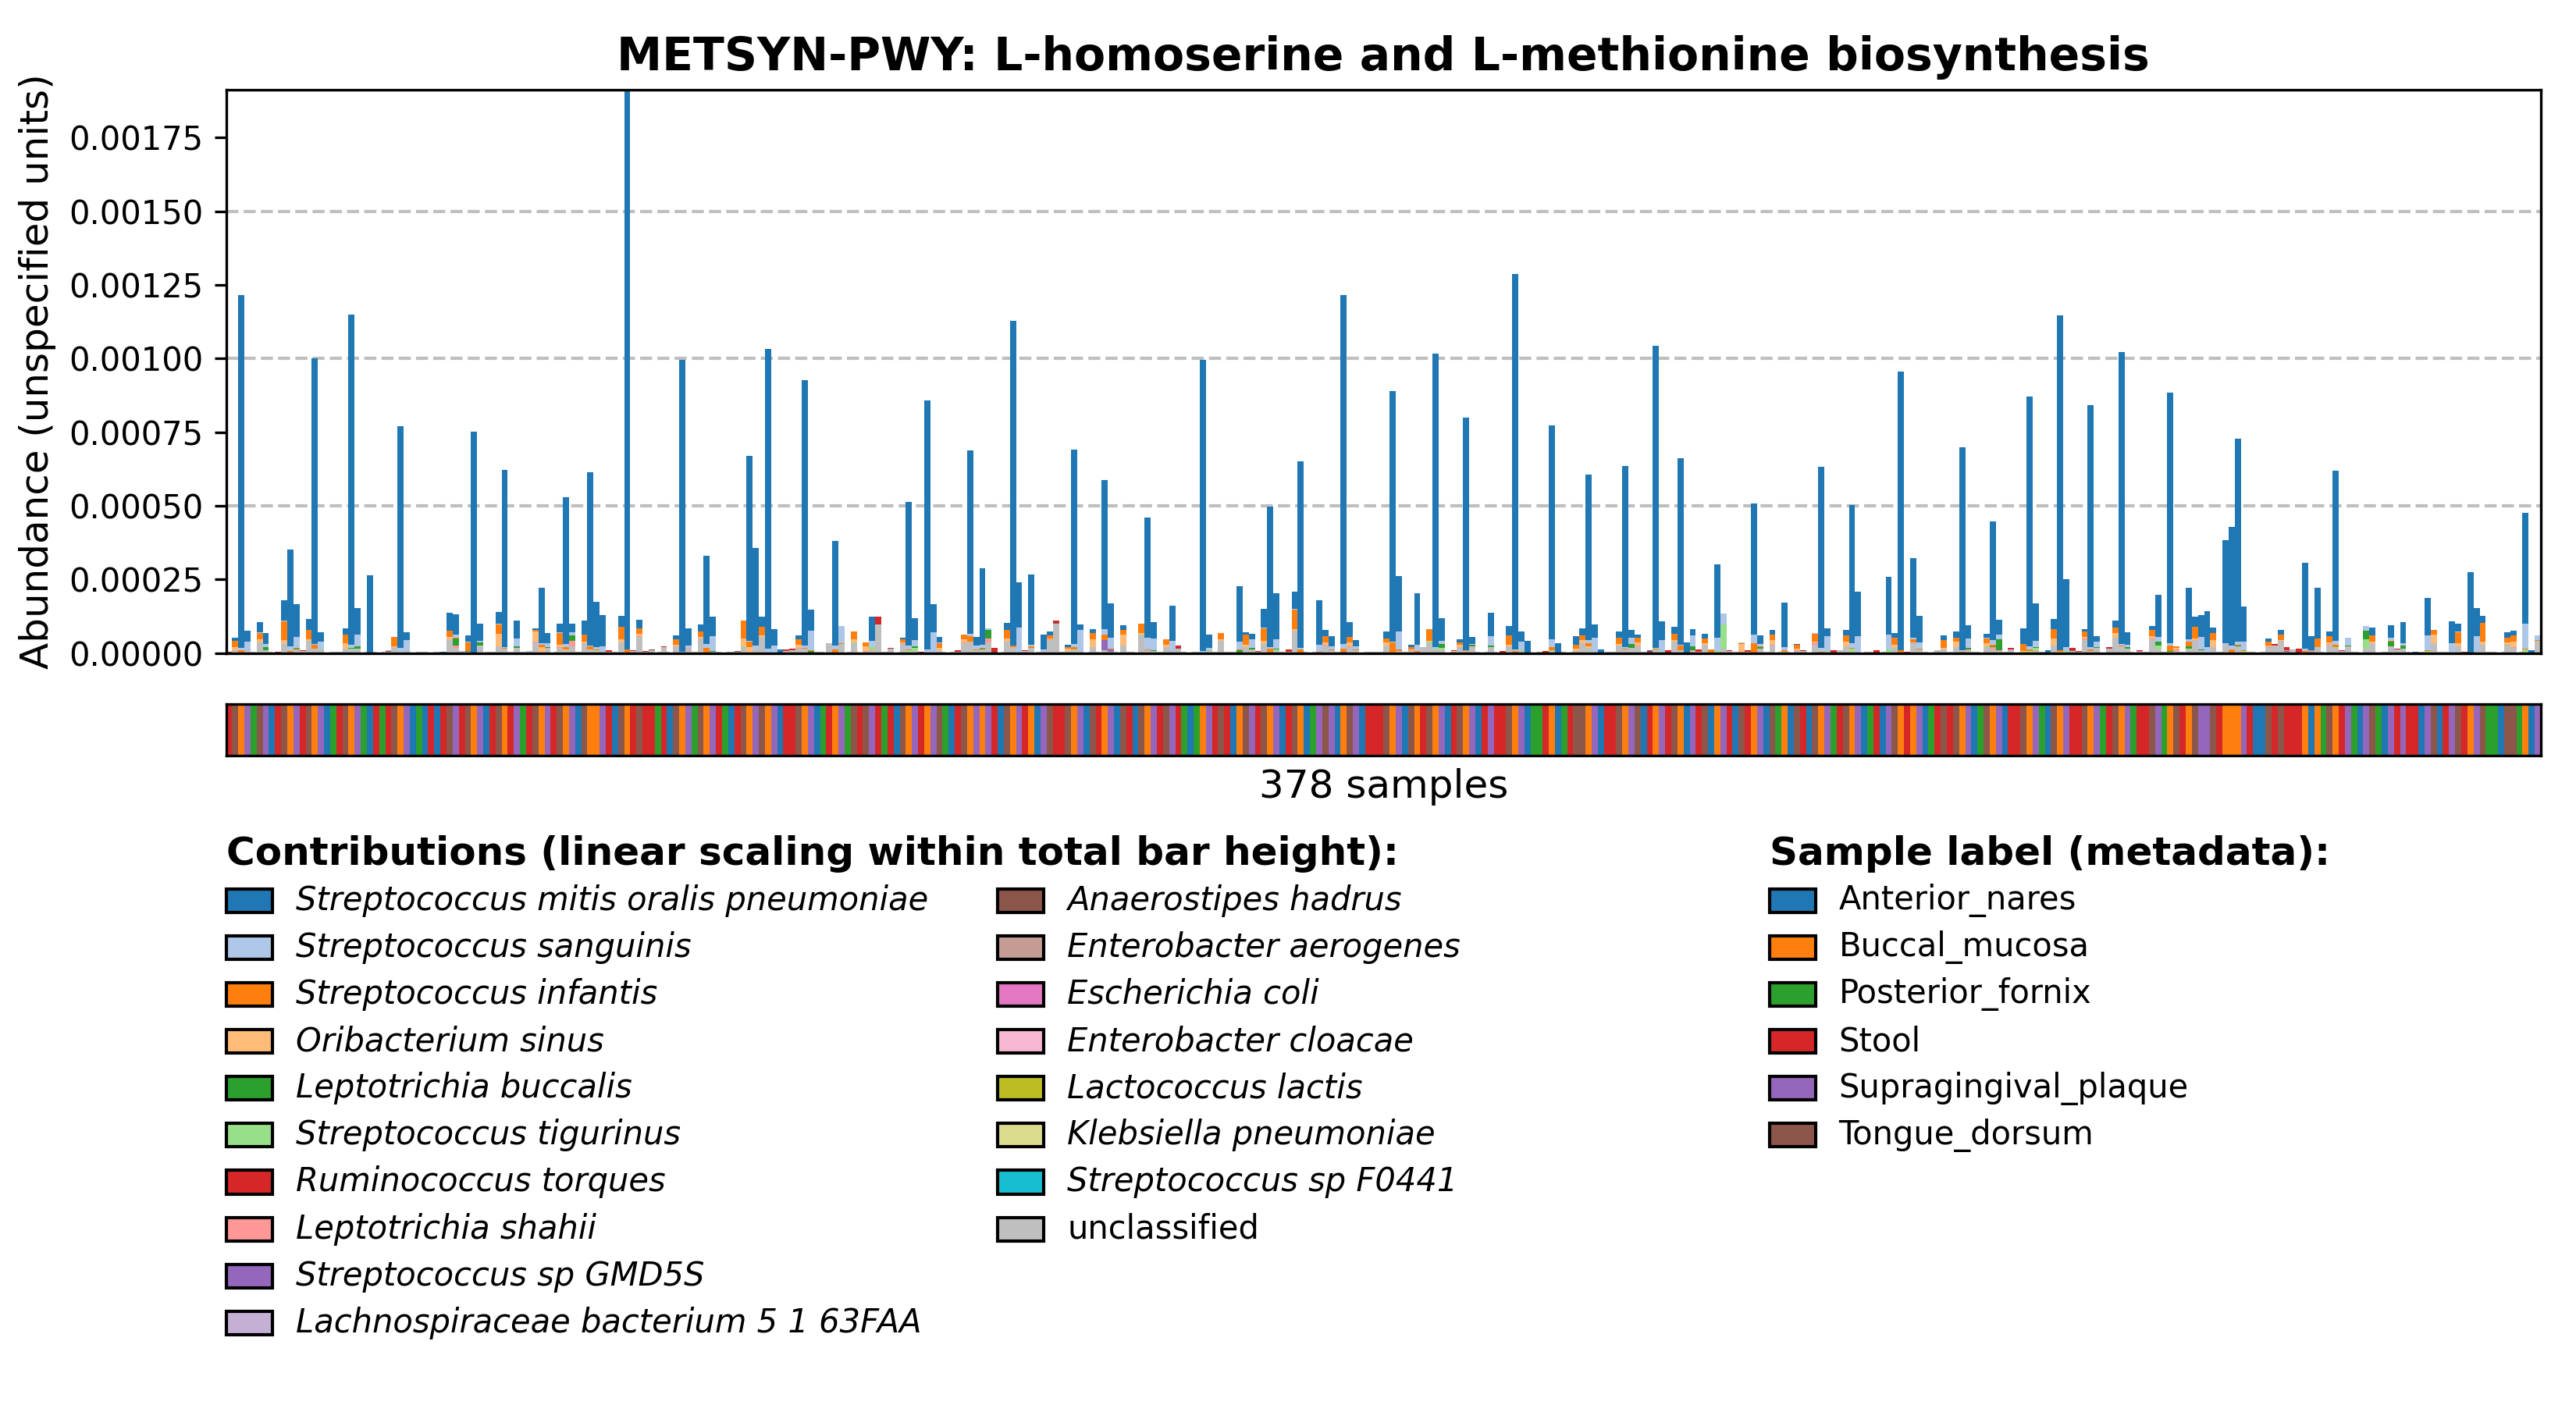 METSYN-PWY: L-homoserine and L-methionine biosynthesis
Abundance (unspecified units)
0.00175
0.00150
0.00125
0.00100
0.00075
0.00050
0.00025
0.00000
378 samples
Contributions (linear scaling within total bar height):
Streptococcus mitis oralis pneumoniae
Streptococcus sanguinis
Streptococcus infantis
Oribacterium sinus
Leptotrichia buccalis
Streptococcus tigurinus
Ruminococcus torques
Leptotrichia shahii
Streptococcus sp GMD5S
Lachnospiraceae bacterium 5 1 63FAA
Anaerostipes hadrus
Enterobacter aerogenes
Escherichia coli
Enterobacter cloacae
Lactococcus lactis
Klebsiella pneumoniae
Streptococcus sp F0441
unclassified
Sample label (metadata):
Anterior_nares
Buccal_mucosa
Posterior_fornix
Stool
Supragingival_plaque
Tongue_dorsum